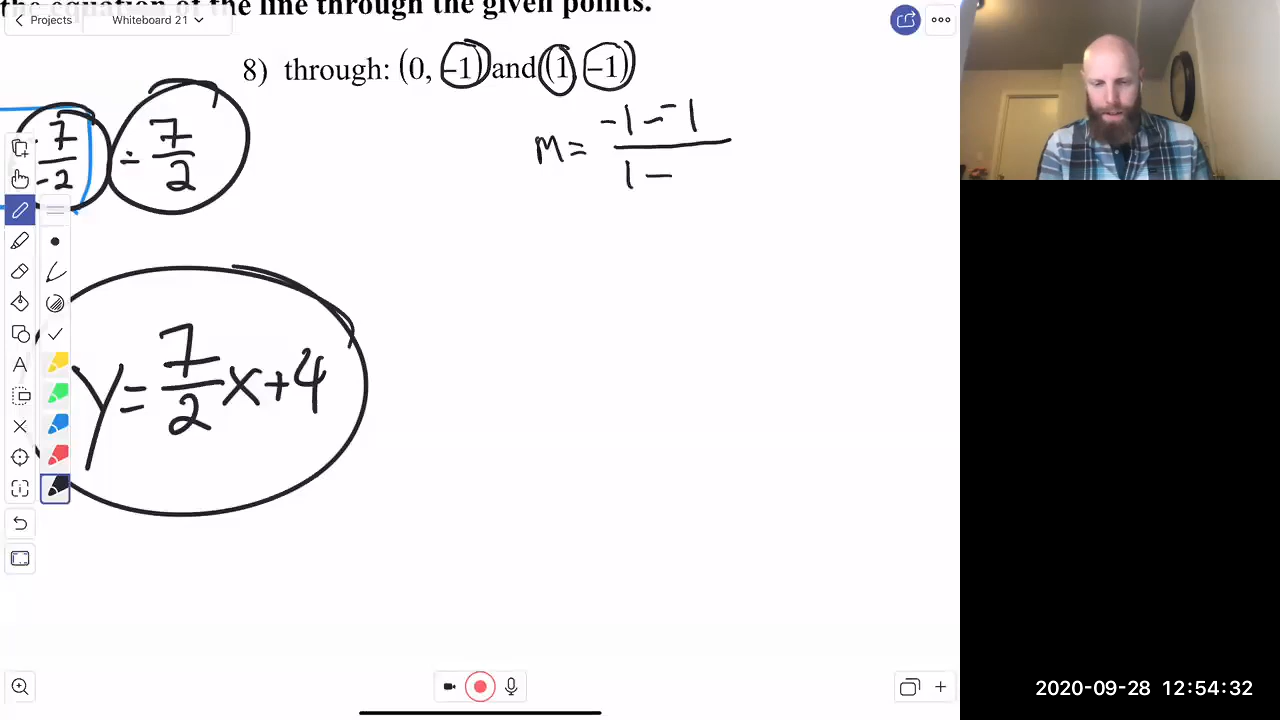 the equation of the line through the given points.
Projects
Whiteboard 21
8) through: (0, −1) and (1, −1)
7
-2
÷ 7
2
m = -1 - -1
1 -
y = 7
2 x + 4
A
2020-09-28 12:54:32